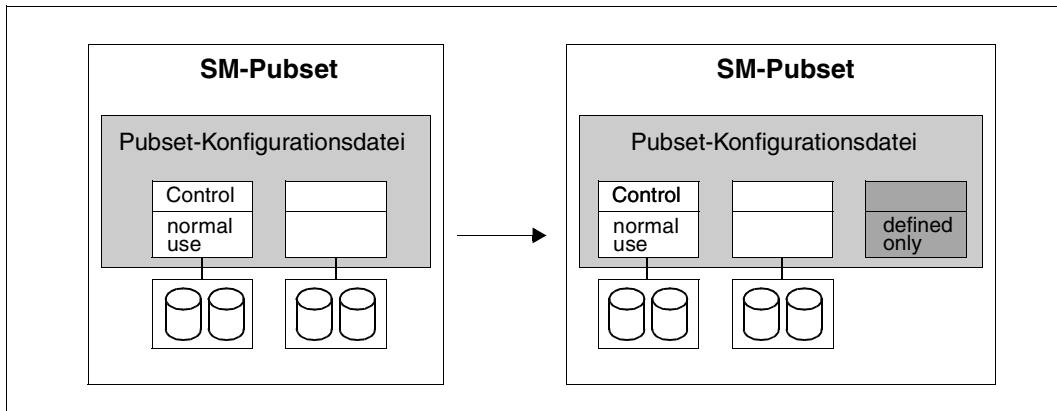 SM-Pubset
Pubset-Konfigurationsdatei
Control
normal
use
SM-Pubset
Pubset-Konfigurationsdatei
Control
normal
use
defined
only